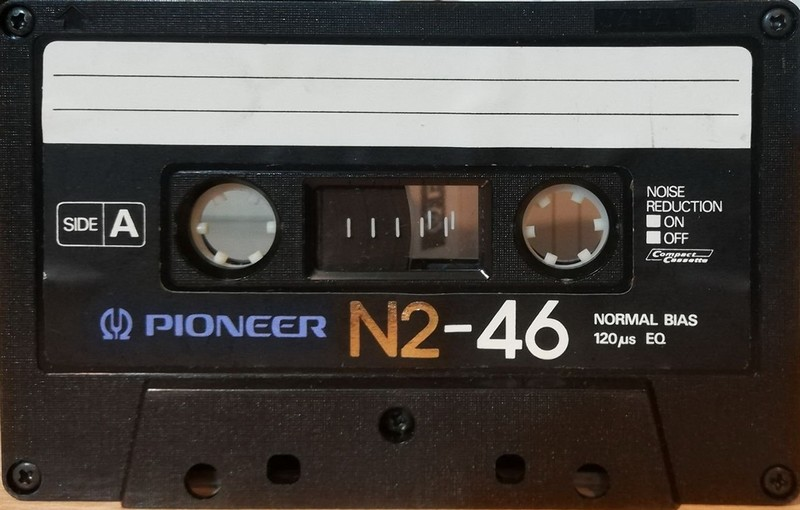 SIDE A
NOISE
REDUCTION
ON
OFF
Compact
Cassette
PIONEER N2-46
NORMAL BIAS
120µs EQ